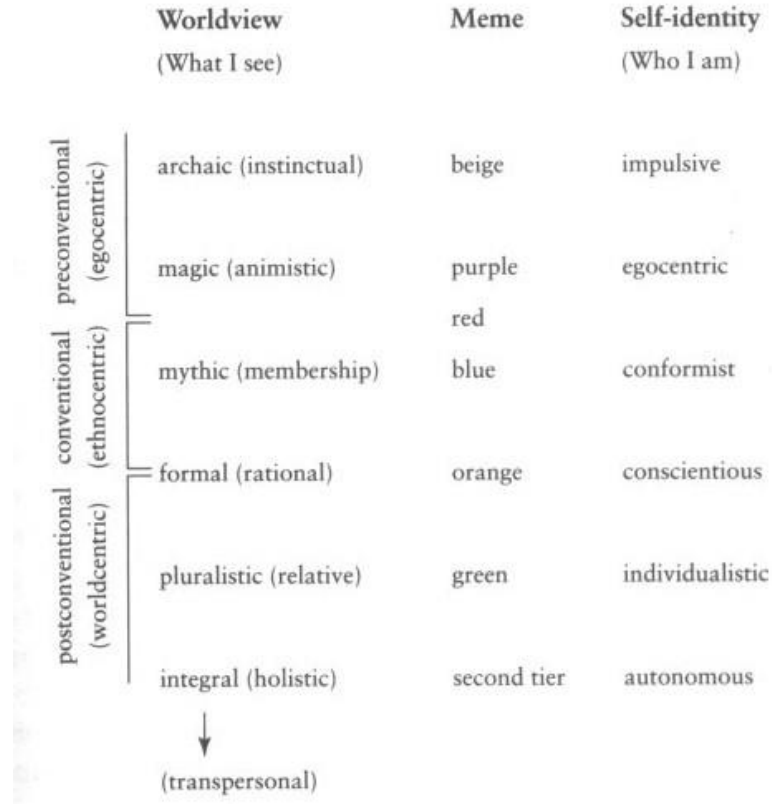 Worldview Meme Self-identity
(What I see) (Who I am)
preconventional
(egocentric)
archaic (instinctual) beige impulsive
magic (animistic) purple egocentric
red
conventional
(ethnocentric)
mythic (membership) blue conformist
formal (rational) orange conscientious
postconventional
(worldcentric)
pluralistic (relative) green individualistic
integral (holistic) second tier autonomous
(transpersonal)